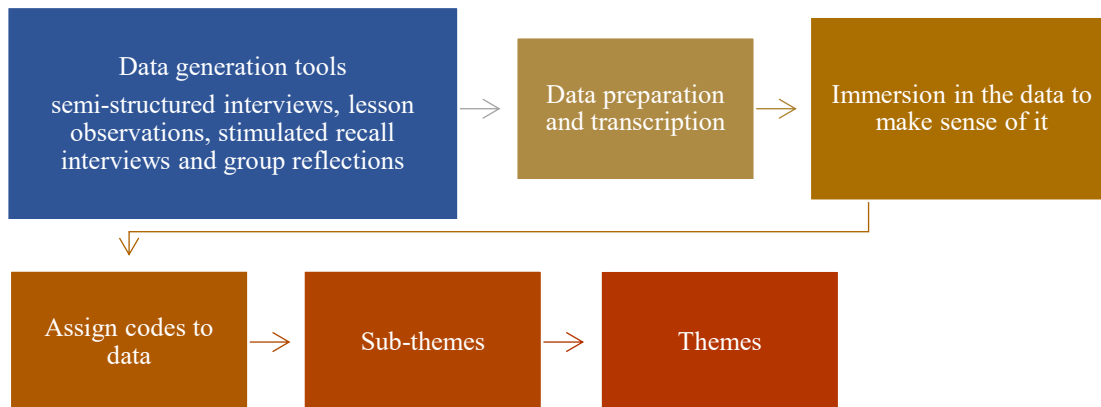 Data generation tools
semi-structured interviews, lesson
observations, stimulated recall
interviews and group reflections
Data preparation
and transcription
Immersion in the data to
make sense of it
Assign codes to
data
Sub-themes
Themes